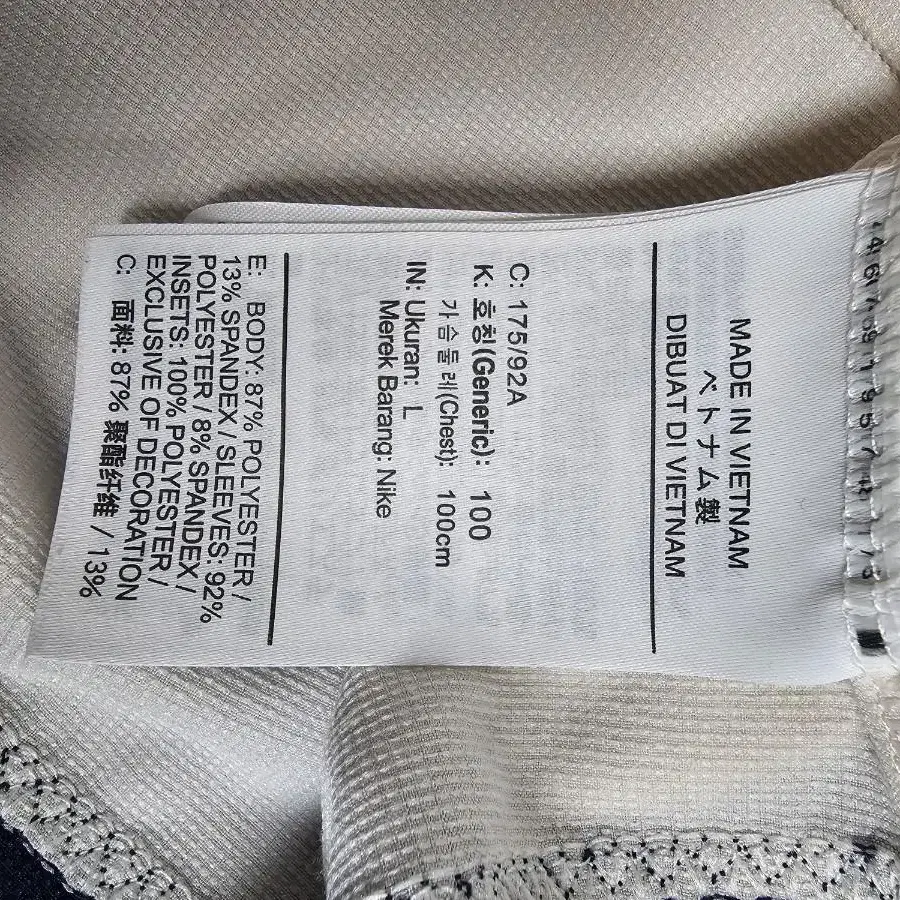 MADE IN VIETNAM
ベトナム製
DIBUAT DI VIETNAM
C: 175/92A
K: 호칭(Generic): 100
가슴둘레(Chest): 100cm
IN: Ukuran: L
Merek Barang: Nike
E: BODY: 87% POLYESTER /
13% SPANDEX / SLEEVES: 92%
POLYESTER / 8% SPANDEX /
INSETS: 100% POLYESTER /
EXCLUSIVE OF DECORATION
C: 面料: 87% 聚酯纤维 / 13%